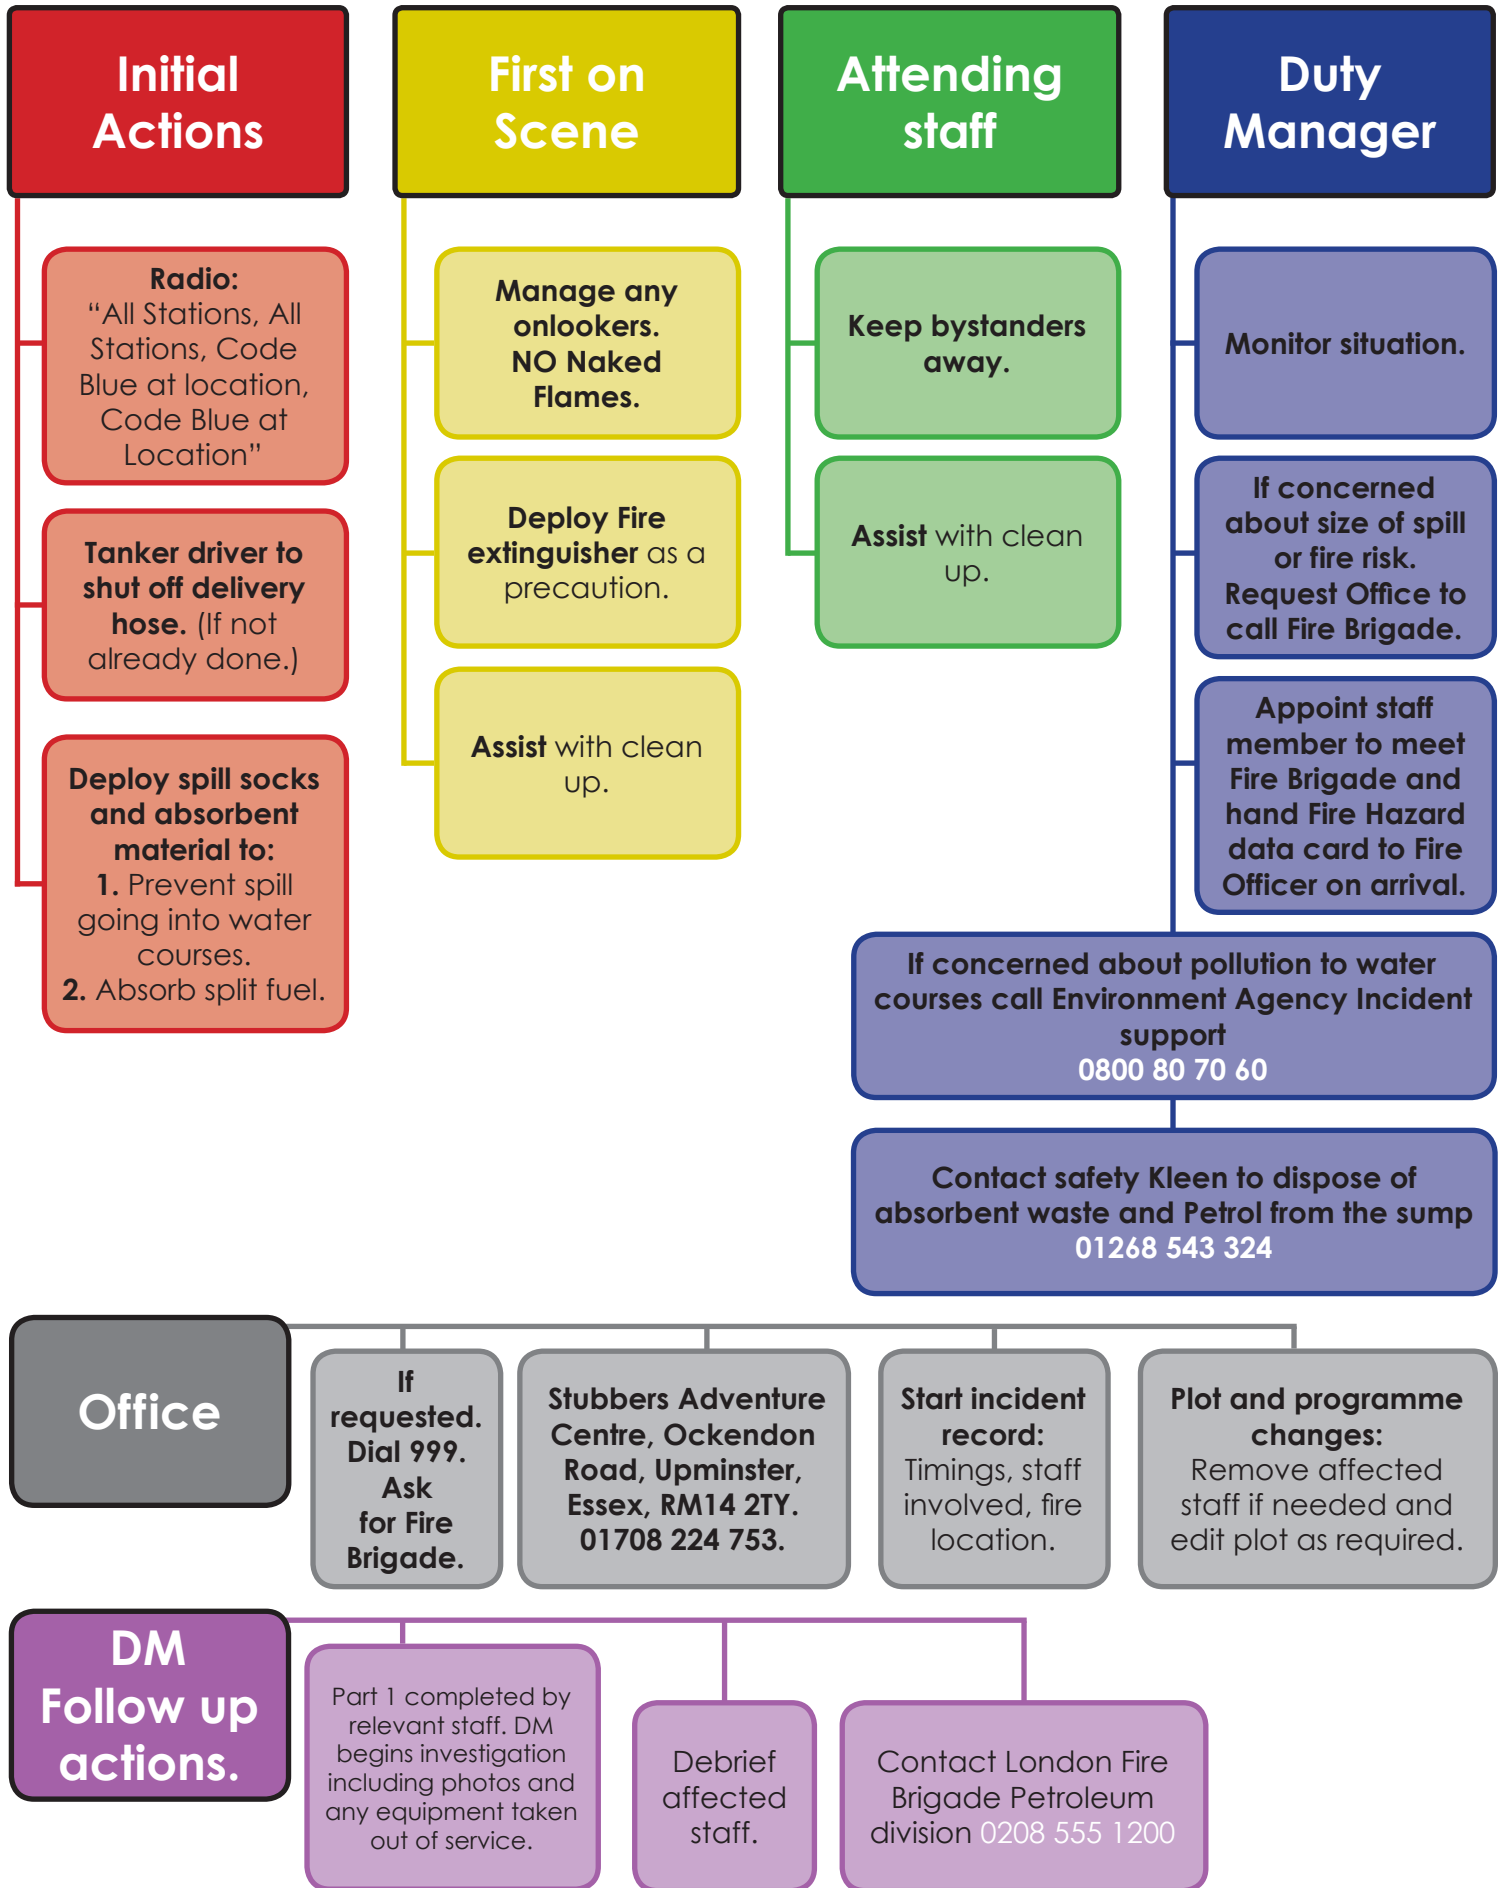 Initial
Actions
Radio:
“All Stations, All
Stations, Code
Blue at location,
Code Blue at
Location”
Tanker driver to
shut off delivery
hose. (If not
already done.)
Deploy spill socks
and absorbent
material to:
1. Prevent spill
going into water
courses.
2. Absorb split fuel.
First on
Scene
Manage any
onlookers.
NO Naked
Flames.
Deploy Fire
extinguisher as a
precaution.
Assist with clean
up.
Attending
staff
Keep bystanders
away.
Assist with clean
up.
Duty
Manager
Monitor situation.
If concerned
about size of spill
or fire risk.
Request Office to
call Fire Brigade.
Appoint staff
member to meet
Fire Brigade and
hand Fire Hazard
data card to Fire
Officer on arrival.
If concerned about pollution to water
courses call Environment Agency Incident
support
0800 80 70 60
Contact safety Kleen to dispose of
absorbent waste and Petrol from the sump
01268 543 324
Office
If
requested.
Dial 999.
Ask
for Fire
Brigade.
Stubbers Adventure
Centre, Ockendon
Road, Upminster,
Essex, RM14 2TY.
01708 224 753.
Start incident
record:
Timings, staff
involved, fire
location.
Plot and programme
changes:
Remove affected
staff if needed and
edit plot as required.
DM
Follow up
actions.
Part 1 completed by
relevant staff. DM
begins investigation
including photos and
any equipment taken
out of service.
Debrief
affected
staff.
Contact London Fire
Brigade Petroleum
division 0208 555 1200